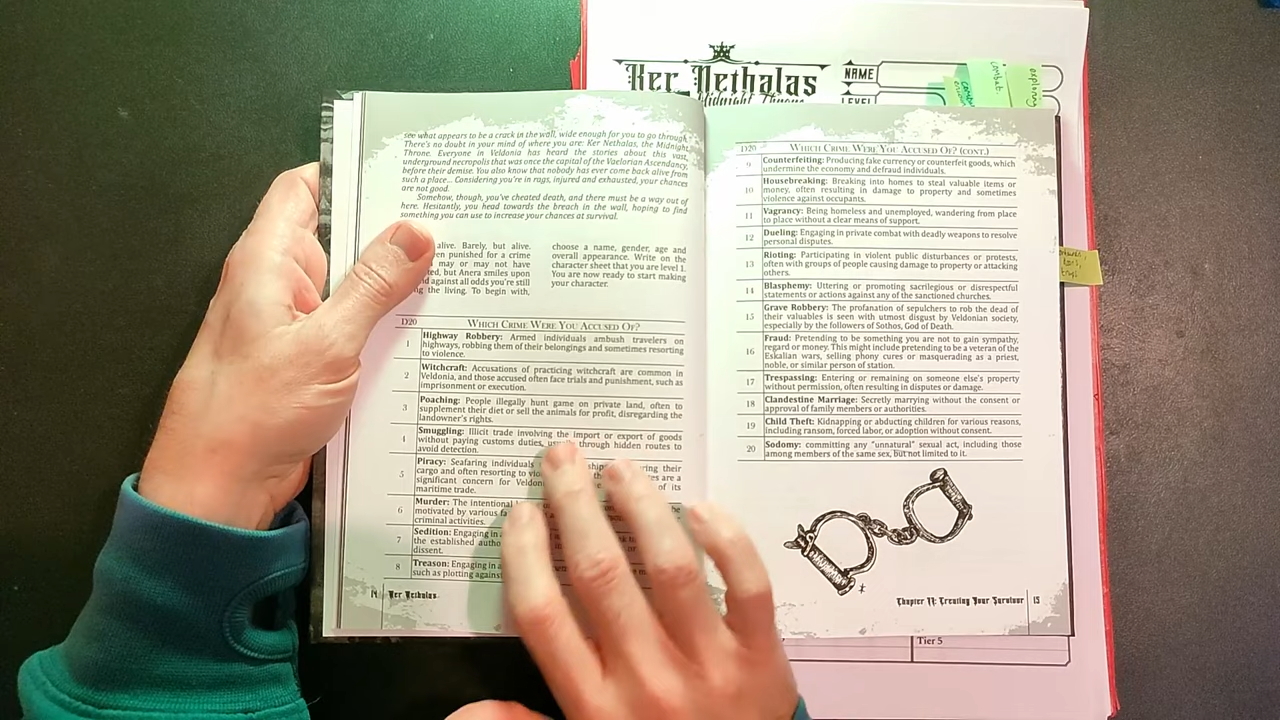 Ker Nethalas
Midnight Throne
NAME
LEVEL
combat.
exploring
see what appears to be a crack in the wall, wide enough for you to go through.
There's no doubt in your mind of where you are: Ker Nethalas, the Midnight
Throne. Everyone in Veldonia has heard the stories about this vast,
underground necropolis that was once the capital of the Vaelorian Ascendancy,
before their demise. You also know that nobody has ever come back alive from
such a place... Considering you're in rags, injured and exhausted, your chances
are not good.
Somehow, though, you've cheated death, and there must be a way out of
here. Hesitantly, you head towards the breach in the wall, hoping to find
something you can use to increase your chances at survival.
alive. Barely, but alive.
en punished for a crime
may or may not have
ted, but Anera smiles upon
d against all odds you're still
g the living. To begin with,
choose a name, gender, age and
overall appearance. Write on the
character sheet that you are level 1.
You are now ready to start making
your character.
D20 Which Crime Were You Accused Of?
1 Highway Robbery: Armed individuals ambush travelers on
highways, robbing them of their belongings and sometimes resorting
to violence.
2 Witchcraft: Accusations of practicing witchcraft are common in
Veldonia, and those accused often face trials and punishment, such as
imprisonment or execution.
3 Poaching: People illegally hunt game on private land, often to
supplement their diet or sell the animals for profit, disregarding the
landowner's rights.
4 Smuggling: Illicit trade involving the import or export of goods
without paying customs duties, usually through hidden routes to
avoid detection.
5 Piracy: Seafaring individuals ships their
cargo and often resorting to are a
significant concern for of its
maritime trade.
6 Murder: The intentional
motivated by various
criminal activities.
7 Sedition: Engaging in
the established
dissent.
8 Treason: Engaging in
such as plotting against
14 Ker Nethalas
D20 Which Crime Were You Accused Of? (cont.)
9 Counterfeiting: Producing fake currency or counterfeit goods, which
undermine the economy and defraud individuals.
10 Housebreaking: Breaking into homes to steal valuable items or
money, often resulting in damage to property and sometimes
violence against occupants.
11 Vagrancy: Being homeless and unemployed, wandering from place
to place without a clear means of support.
12 Dueling: Engaging in private combat with deadly weapons to resolve
personal disputes.
13 Rioting: Participating in violent public disturbances or protests,
often with groups of people causing damage to property or attacking
others.
14 Blasphemy: Uttering or promoting sacrilegious or disrespectful
statements or actions against any of the sanctioned churches.
15 Grave Robbery: The profanation of sepulchers to rob the dead of
their valuables is seen with utmost disgust by Veldonian society,
especially by the followers of Sothos, God of Death.
16 Fraud: Pretending to be something you are not to gain sympathy,
regard or money. This might include pretending to be a veteran of the
Eskalian wars, selling phony cures or masquerading as a priest,
noble, or similar person of station.
17 Trespassing: Entering or remaining on someone else's property
without permission, often resulting in disputes or damage.
18 Clandestine Marriage: Secretly marrying without the consent or
approval of family members or authorities.
19 Child Theft: Kidnapping or abducting children for various reasons,
including ransom, forced labor, or adoption without consent.
20 Sodomy: committing any "unnatural" sexual act, including those
among members of the same sex, but not limited to it.
Chapter II: Creating Your Survivor 15
Tier 5